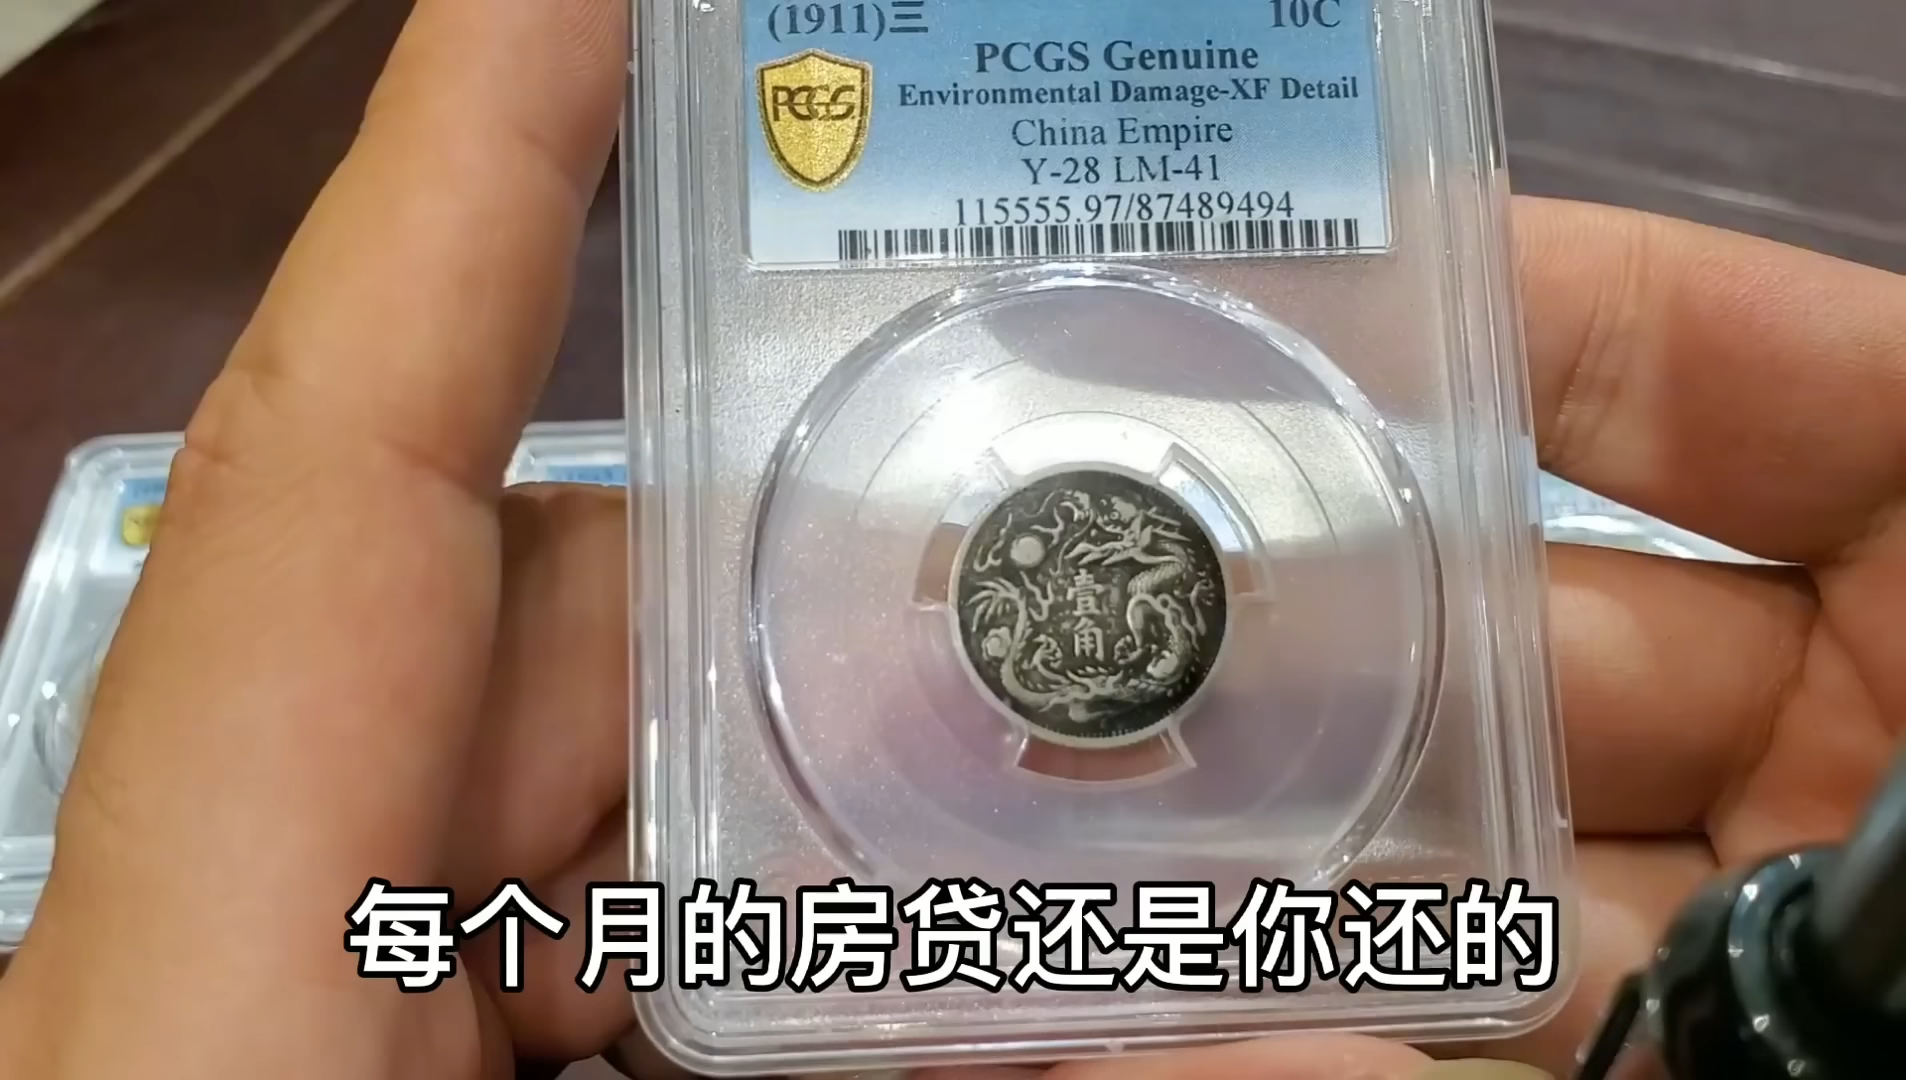 (1911)三 10C
PCGS Genuine
Environmental Damage-XF Detail
China Empire
Y-28 LM-41
115555.97/87489494
PCGS
壹
角
每个月的房贷还是你还的